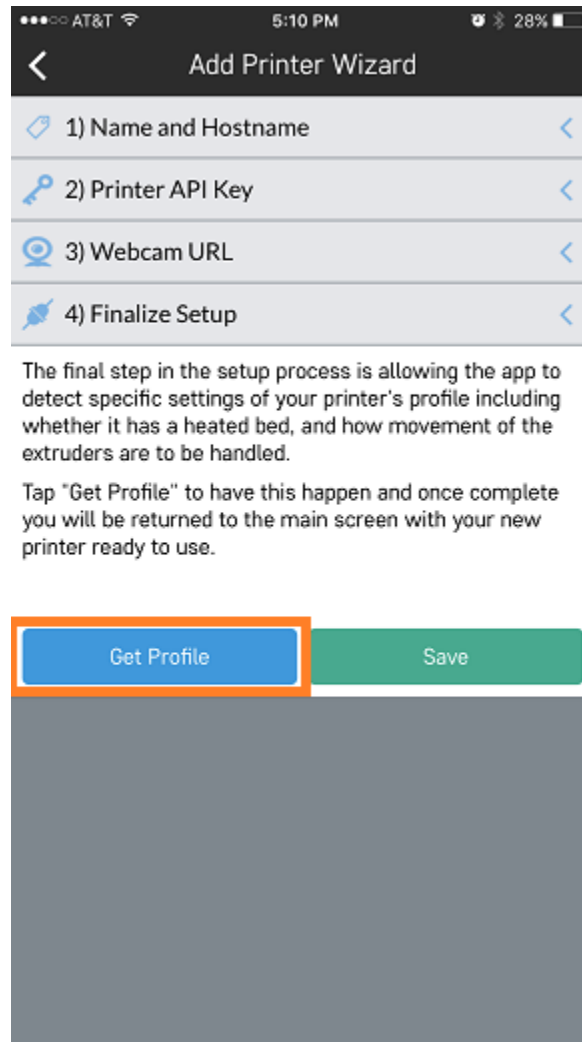 AT&T 5:10 PM 28%
Add Printer Wizard
1) Name and Hostname
2) Printer API Key
3) Webcam URL
4) Finalize Setup
The final step in the setup process is allowing the app to
detect specific settings of your printer's profile including
whether it has a heated bed, and how movement of the
extruders are to be handled.
Tap "Get Profile" to have this happen and once complete
you will be returned to the main screen with your new
printer ready to use.
Get Profile Save